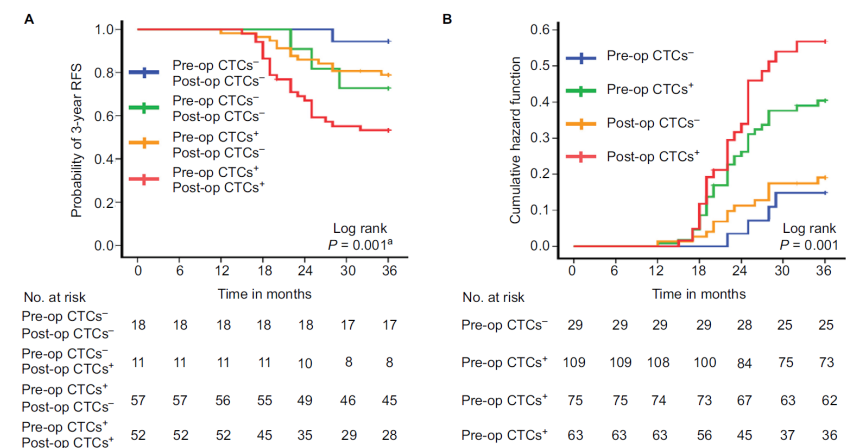 A
Probability of 3-year RFS
1.0
0.8
0.6
0.4
0.2
0.0
Pre-op CTCs⁻
Post-op CTCs⁻
Pre-op CTCs⁻
Post-op CTCs⁻
Pre-op CTCs⁺
Post-op CTCs⁻
Pre-op CTCs⁺
Post-op CTCs⁺
Log rank
P = 0.001ᵃ
0 6 12 18 24 30 36
Time in months
No. at risk
Pre-op CTCs⁻
Post-op CTCs⁻
18 18 18 18 18 17 17
Pre-op CTCs⁻
Post-op CTCs⁺
11 11 11 11 10 8 8
Pre-op CTCs⁺
Post-op CTCs⁻
57 57 56 55 49 46 45
Pre-op CTCs⁺
Post-op CTCs⁺
52 52 52 45 35 29 28
B
Cumulative hazard function
0.6
0.5
0.4
0.3
0.2
0.1
0.0
Pre-op CTCs⁻
Pre-op CTCs⁺
Post-op CTCs⁻
Post-op CTCs⁺
Log rank
P = 0.001
0 6 12 18 24 30 36
Time in months
No. at risk
Pre-op CTCs⁻ 29 29 29 29 28 25 25
Pre-op CTCs⁺ 109 109 108 100 84 75 73
Pre-op CTCs⁺ 75 75 74 73 67 63 62
Pre-op CTCs⁺ 63 63 63 56 45 37 36